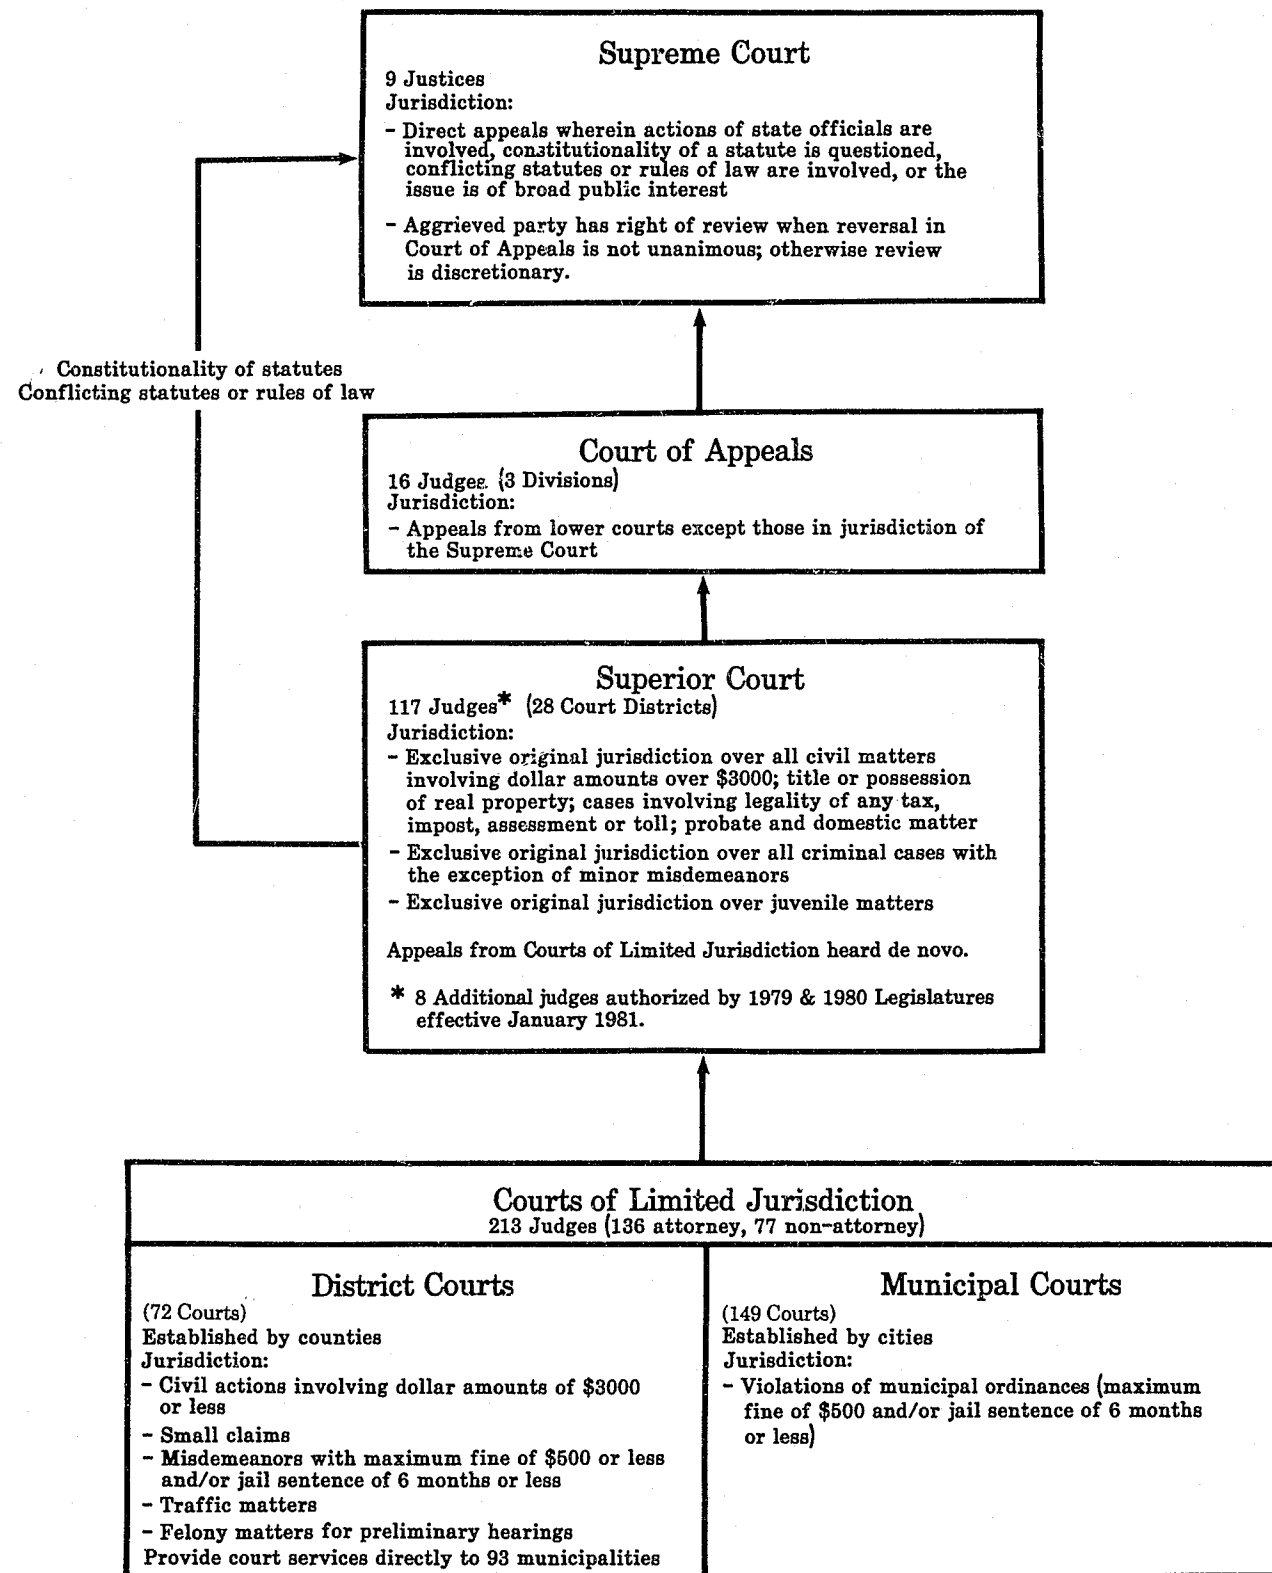 Supreme Court
9 Justices
Jurisdiction:
- Direct appeals wherein actions of state officials are
involved, constitutionality of a statute is questioned,
conflicting statutes or rules of law are involved, or the
issue is of broad public interest
- Aggrieved party has right of review when reversal in
Court of Appeals is not unanimous; otherwise review
is discretionary.
Constitutionality of statutes
Conflicting statutes or rules of law
Court of Appeals
16 Judges (3 Divisions)
Jurisdiction:
- Appeals from lower courts except those in jurisdiction of
the Supreme Court
Superior Court
117 Judges* (28 Court Districts)
Jurisdiction:
- Exclusive original jurisdiction over all civil matters
involving dollar amounts over $3000; title or possession
of real property; cases involving legality of any tax,
impost, assessment or toll; probate and domestic matter
- Exclusive original jurisdiction over all criminal cases with
the exception of minor misdemeanors
- Exclusive original jurisdiction over juvenile matters
Appeals from Courts of Limited Jurisdiction heard de novo.
* 8 Additional judges authorized by 1979 & 1980 Legislatures
effective January 1981.
Courts of Limited Jurisdiction
213 Judges (136 attorney, 77 non-attorney)
District Courts
(72 Courts)
Established by counties
Jurisdiction:
- Civil actions involving dollar amounts of $3000
or less
- Small claims
- Misdemeanors with maximum fine of $500 or less
and/or jail sentence of 6 months or less
- Traffic matters
- Felony matters for preliminary hearings
Provide court services directly to 93 municipalities
Municipal Courts
(149 Courts)
Established by cities
Jurisdiction:
- Violations of municipal ordinances (maximum
fine of $500 and/or jail sentence of 6 months
or less)